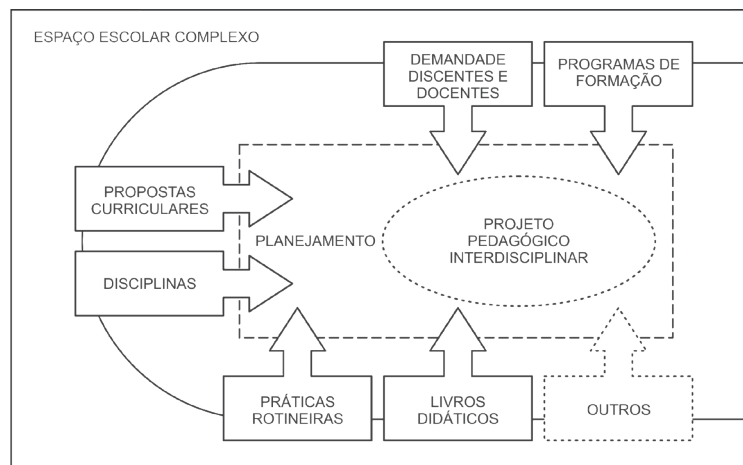 ESPAÇO ESCOLAR COMPLEXO
DEMANDADE
DISCENTES E
DOCENTES
PROGRAMAS DE
FORMAÇÃO
PROPOSTAS
CURRICULARES
PLANEJAMENTO
PROJETO
PEDAGÓGICO
INTERDISCIPLINAR
DISCIPLINAS
PRÁTICAS
ROTINEIRAS
LIVROS
DIDÁTICOS
OUTROS